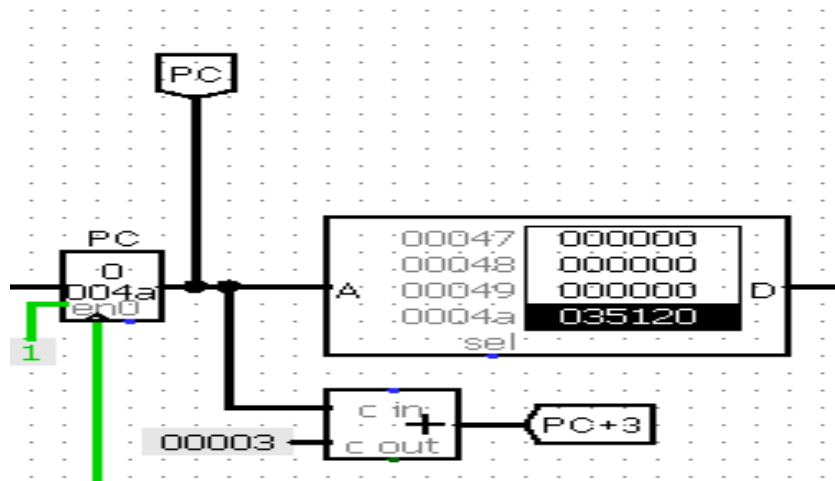 PC
PC
0
004a
en0
1
00047 000000
00048 000000
00049 000000
0004a 035120
A
D
sel
c in
+
c out
00003
PC+3